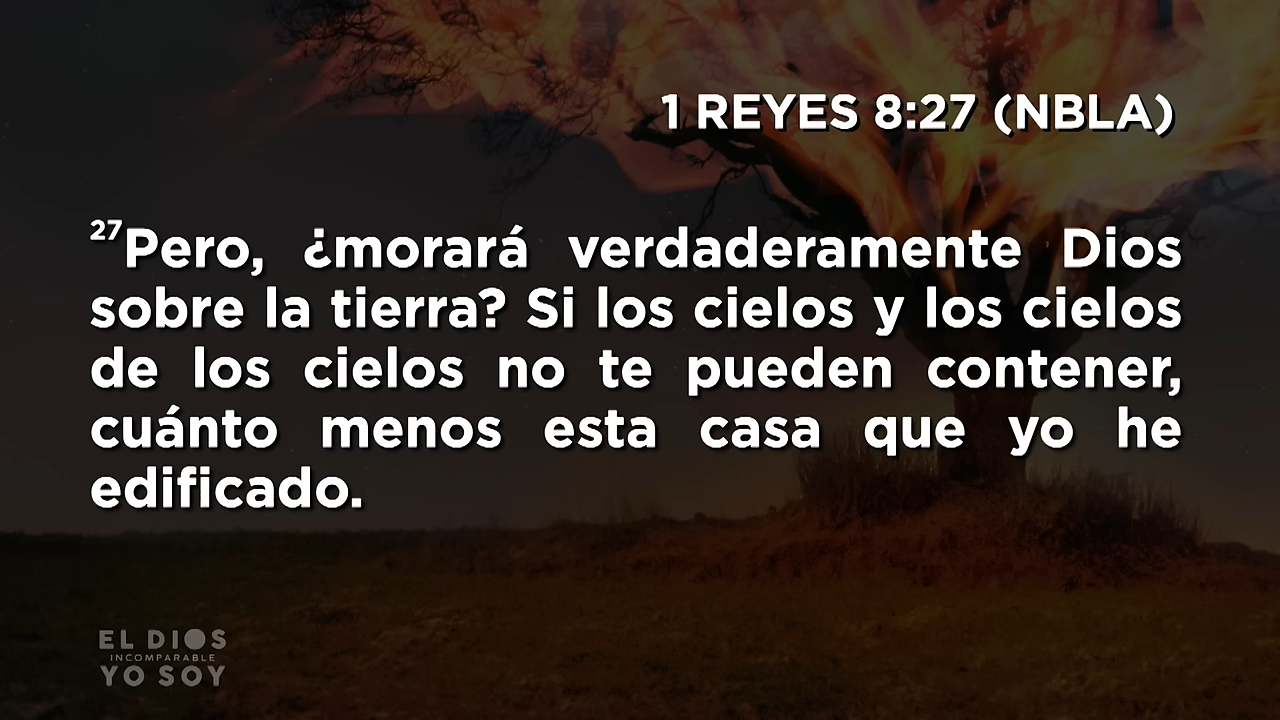 1 REYES 8:27 (NBLA)
27Pero, ¿morará verdaderamente Dios
sobre la tierra? Si los cielos y los cielos
de los cielos no te pueden contener,
cuánto menos esta casa que yo he
edificado.
EL DIOS
INCOMPARABLE
YO SOY